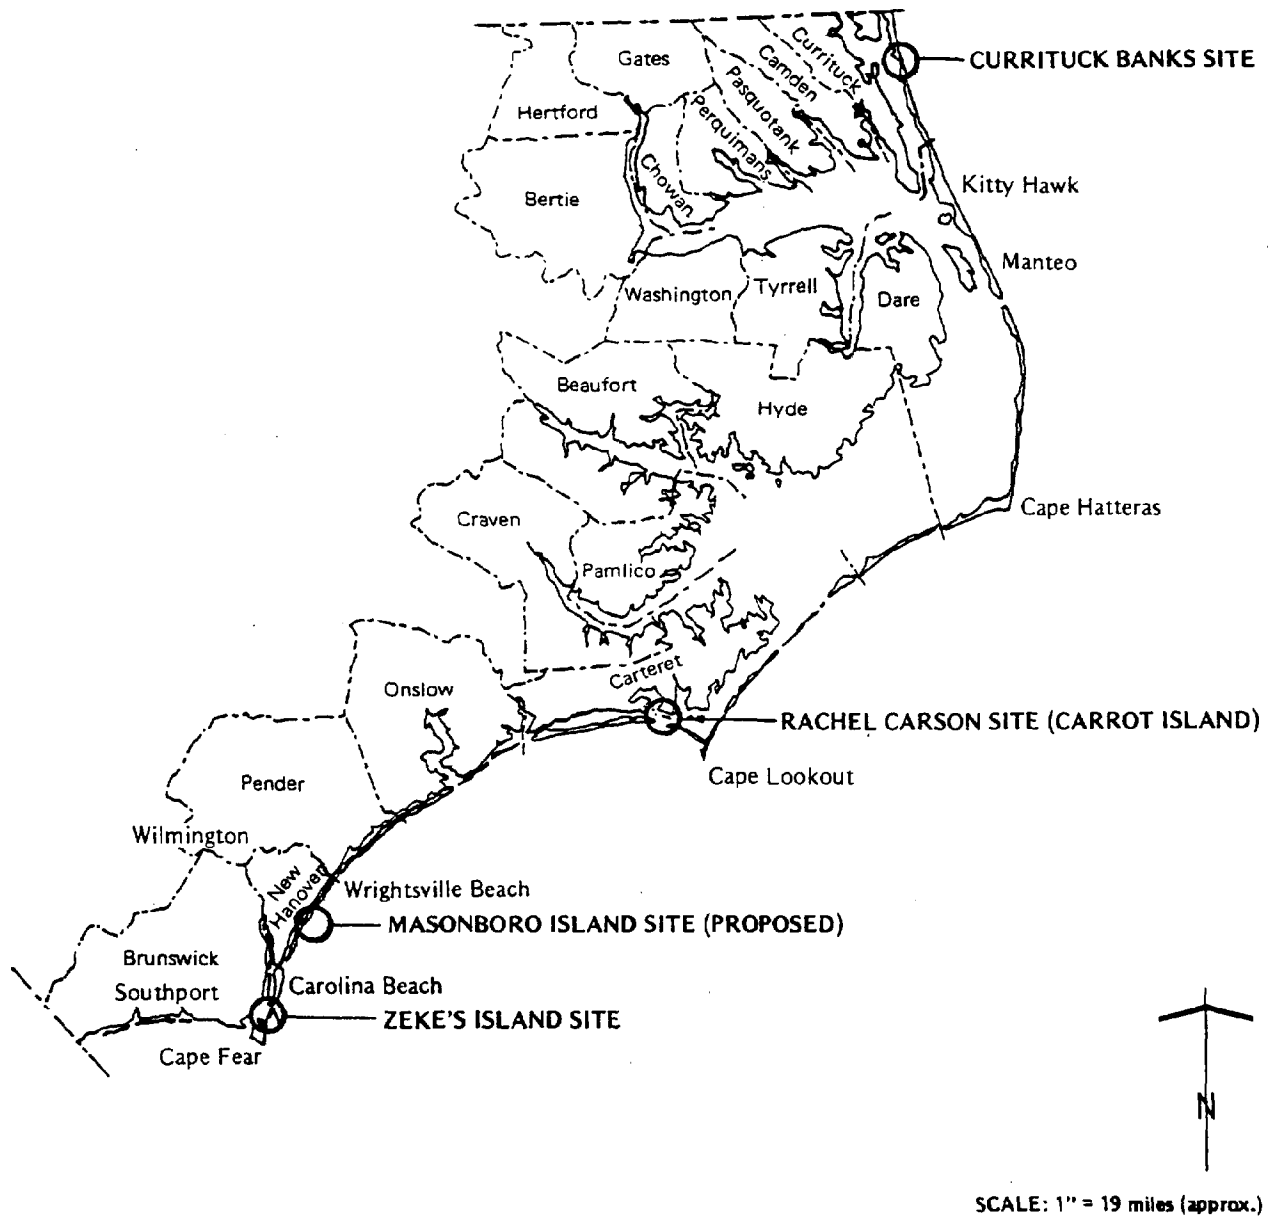 Gates
Currituck
Camden
CURRITUCK BANKS SITE
Pasquotank
Hertford
Perquimans
Chowan
Bertie
Kitty Hawk
Manteo
Washington
Tyrrell
Dare
Beaufort
Hyde
Cape Hatteras
Craven
Pamlico
Carteret
Onslow
RACHEL CARSON SITE (CARROT ISLAND)
Cape Lookout
Pender
Wilmington
New
Hanover
Wrightsville Beach
MASONBORO ISLAND SITE (PROPOSED)
Brunswick
Southport
Carolina Beach
ZEKE'S ISLAND SITE
Cape Fear
N
SCALE: 1" = 19 miles (approx.)